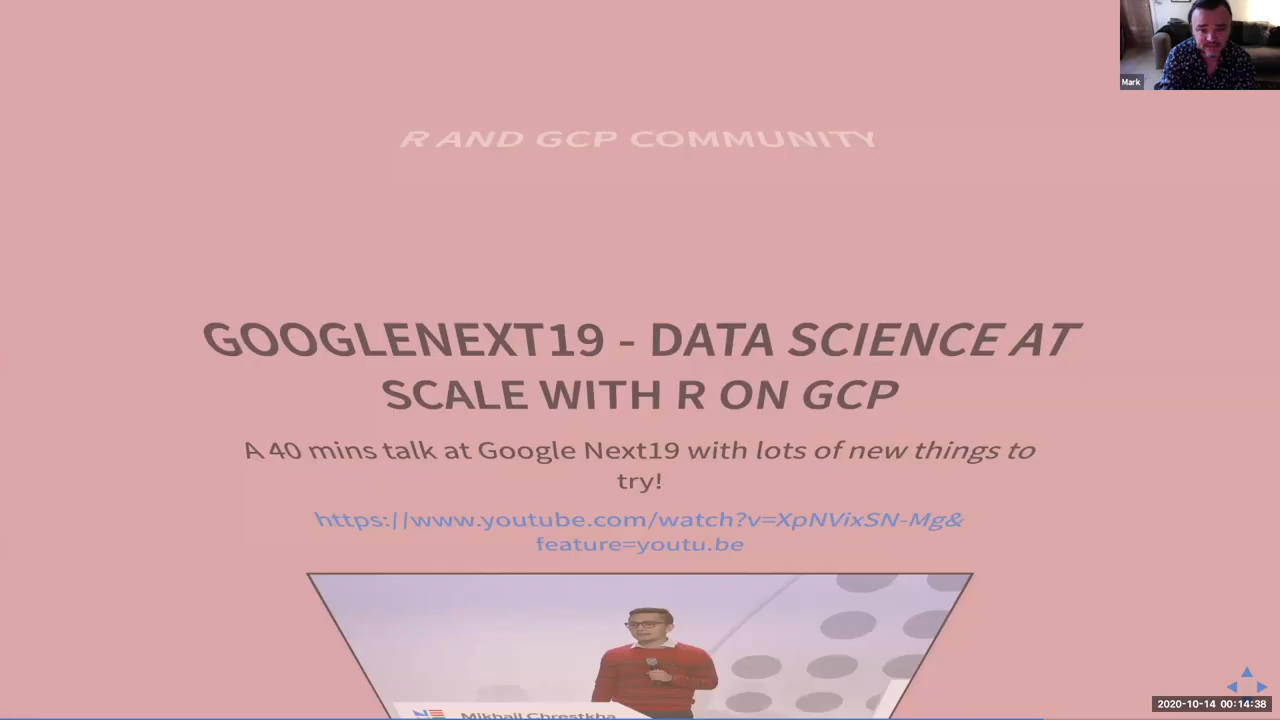 Mark
R AND GCP COMMUNITY
GOOGLENEXT19 - DATA SCIENCE AT
SCALE WITH R ON GCP
A 40 mins talk at Google Next19 with lots of new things to
try!
https://www.youtube.com/watch?v=XpNVixSN-Mg&
feature=youtu.be
Mikhail Chrestkha
2020-10-14 00:14:38